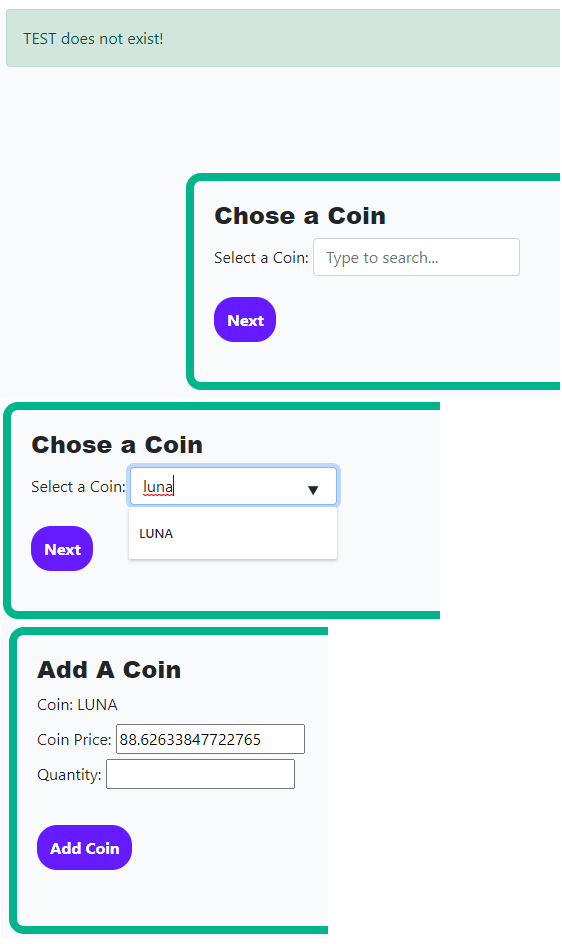 TEST does not exist!
Chose a Coin
Select a Coin: Type to search...
Next
Chose a Coin
Select a Coin: luna
LUNA
Next
Add A Coin
Coin: LUNA
Coin Price: 88.62633847722765
Quantity:
Add Coin